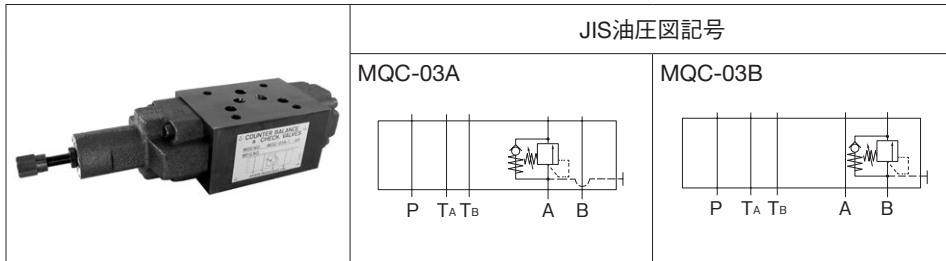 JIS油圧図記号
MQC-03A
MQC-03B
COUNTER BALANCE
& CHECK VALVES
P TA TB A B
P TA TB A B